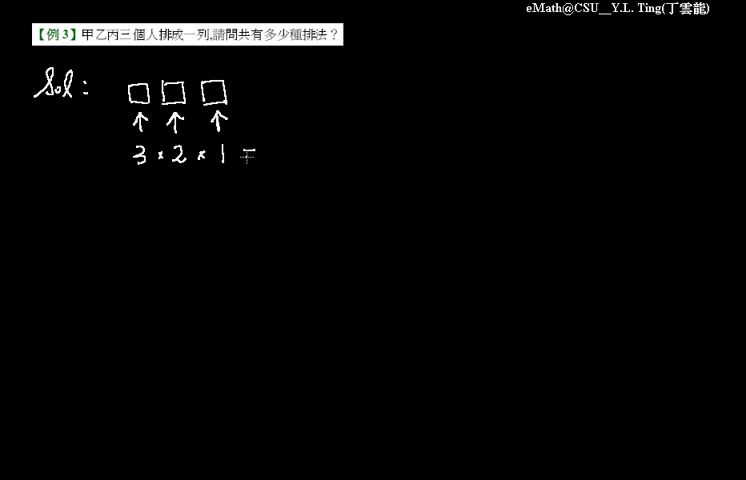 eMath@CSU__Y.L. Ting(丁雲龍)
【例 3】甲乙丙三個人排成一列,請問共有多少種排法?
Sol:
3 × 2 × 1 =